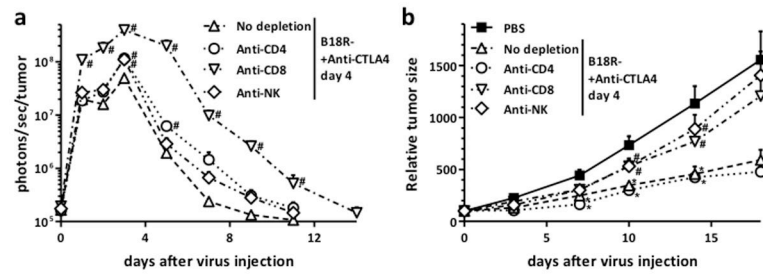 a
photons/sec/tumor
10⁸
10⁷
10⁶
10⁵
0 4 8 12
days after virus injection
No depletion
Anti-CD4
Anti-CD8
Anti-NK
B18R-
+Anti-CTLA4
day 4
# # # # # # # # # # #
b
Relative tumor size
1500
1000
500
0
0 5 10 15
days after virus injection
PBS
No depletion
Anti-CD4
Anti-CD8
Anti-NK
B18R-
+Anti-CTLA4
day 4
# # # #
* * * * *